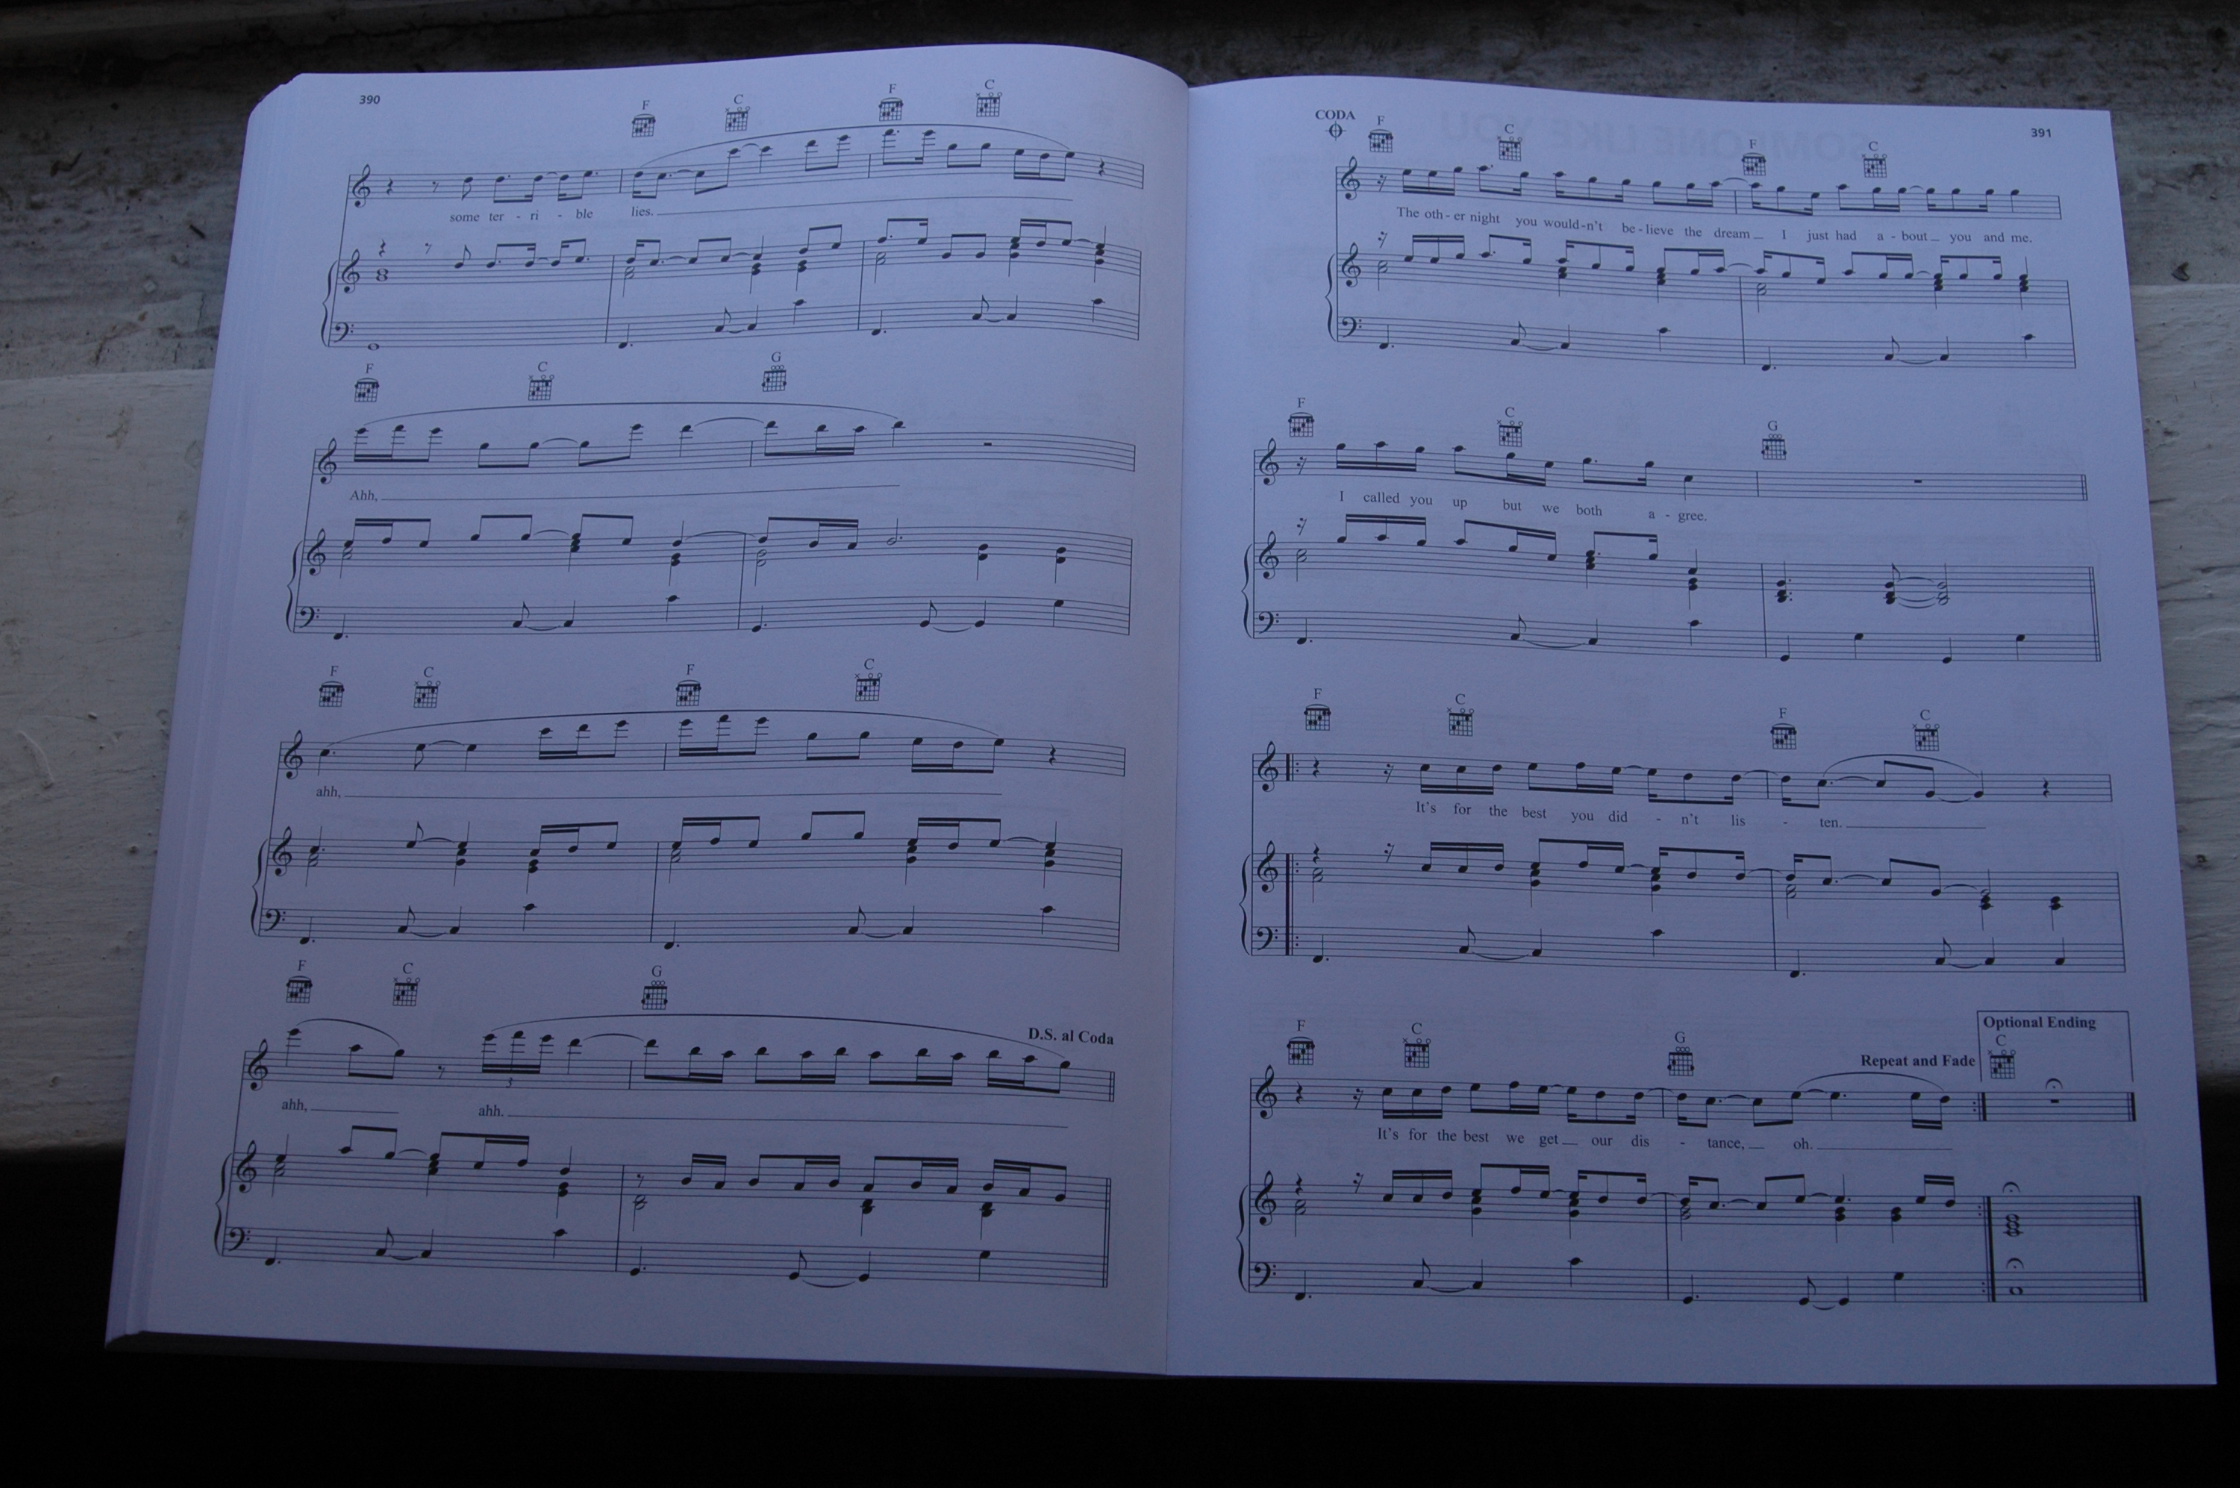 390
F C F C
some ter - ri - ble lies.
F C G
Ahh,
F C F C
ahh,
F C G
D.S. al Coda
3
ahh, ahh.
391
CODA
F C F C
The oth - er night you would - n't be - lieve the dream I just had a - bout you and me.
F C G
I called you up but we both a - gree.
F C F C
It's for the best you did - n't lis - ten.
F C G
Repeat and Fade
Optional Ending
C
It's for the best we get our dis - tance, oh.